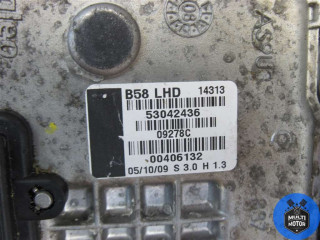 B58 LHD 14313
53042436
09278C
00406132
05/10/09 S 3.0 H 1.3
MULTI
MOTOR